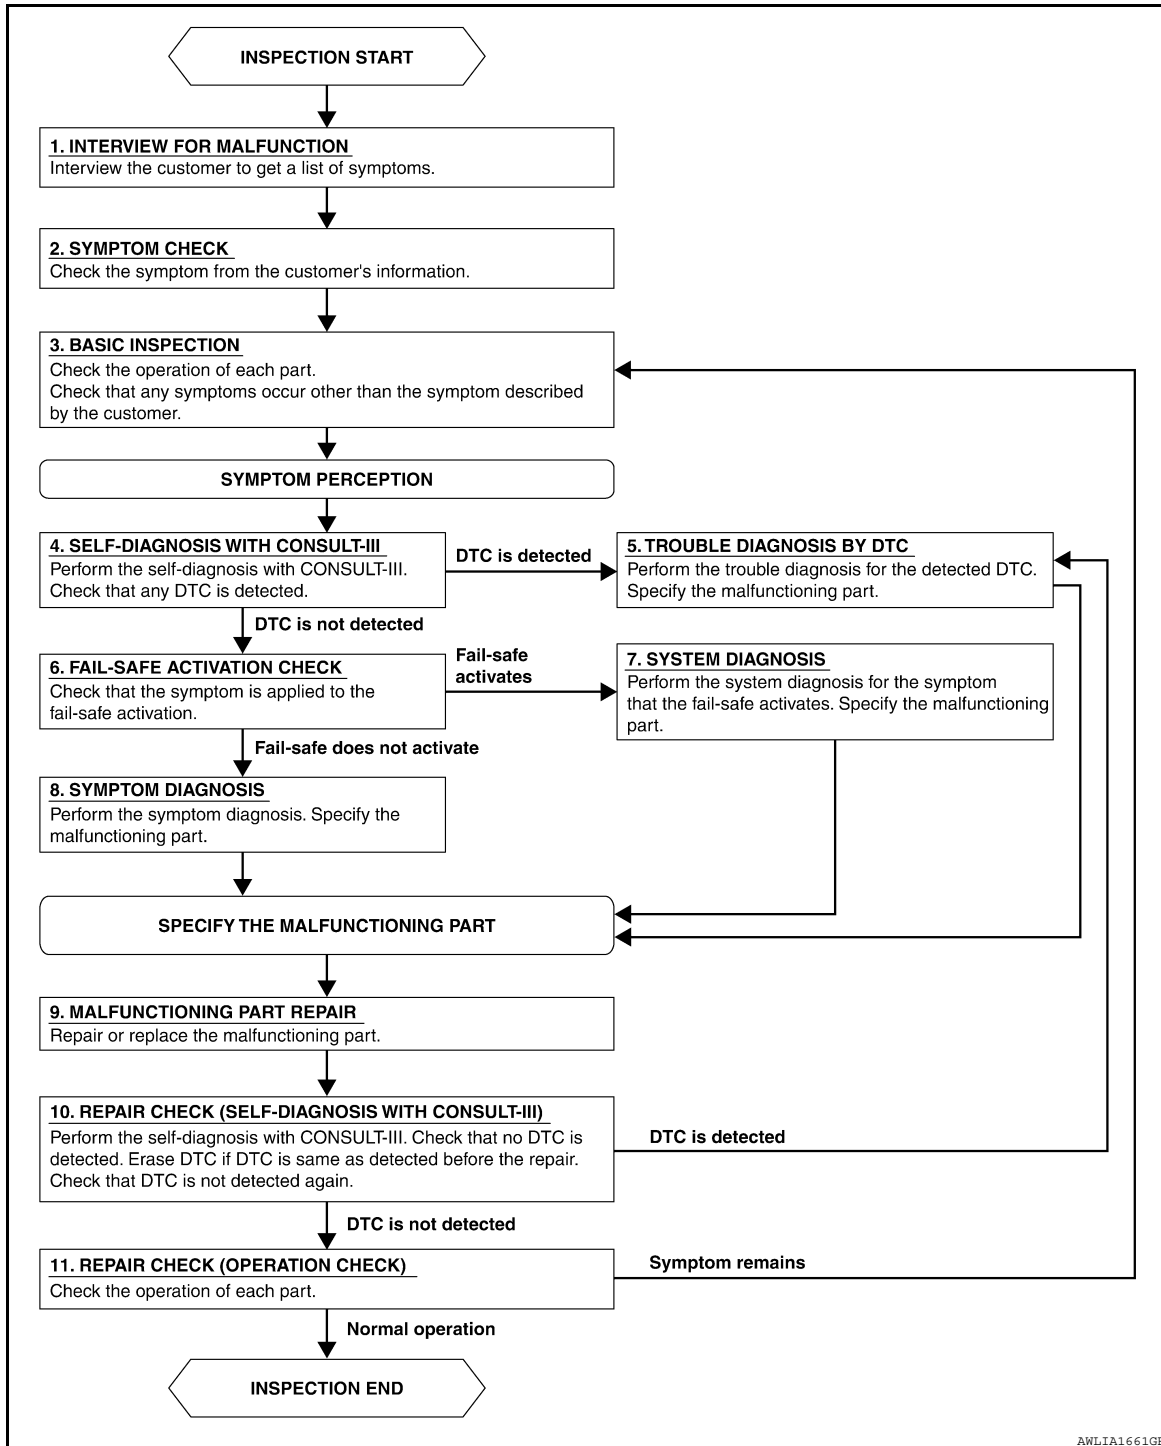 INSPECTION START
1. INTERVIEW FOR MALFUNCTION
Interview the customer to get a list of symptoms.
2. SYMPTOM CHECK
Check the symptom from the customer's information.
3. BASIC INSPECTION
Check the operation of each part.
Check that any symptoms occur other than the symptom described
by the customer.
SYMPTOM PERCEPTION
4. SELF-DIAGNOSIS WITH CONSULT-III
Perform the self-diagnosis with CONSULT-III.
Check that any DTC is detected.
DTC is detected
5. TROUBLE DIAGNOSIS BY DTC
Perform the trouble diagnosis for the detected DTC.
Specify the malfunctioning part.
DTC is not detected
6. FAIL-SAFE ACTIVATION CHECK
Check that the symptom is applied to the
fail-safe activation.
Fail-safe
activates
7. SYSTEM DIAGNOSIS
Perform the system diagnosis for the symptom
that the fail-safe activates. Specify the malfunctioning
part.
Fail-safe does not activate
8. SYMPTOM DIAGNOSIS
Perform the symptom diagnosis. Specify the
malfunctioning part.
SPECIFY THE MALFUNCTIONING PART
9. MALFUNCTIONING PART REPAIR
Repair or replace the malfunctioning part.
10. REPAIR CHECK (SELF-DIAGNOSIS WITH CONSULT-III)
Perform the self-diagnosis with CONSULT-III. Check that no DTC is
detected. Erase DTC if DTC is same as detected before the repair.
Check that DTC is not detected again.
DTC is detected
DTC is not detected
11. REPAIR CHECK (OPERATION CHECK)
Check the operation of each part.
Symptom remains
Normal operation
INSPECTION END